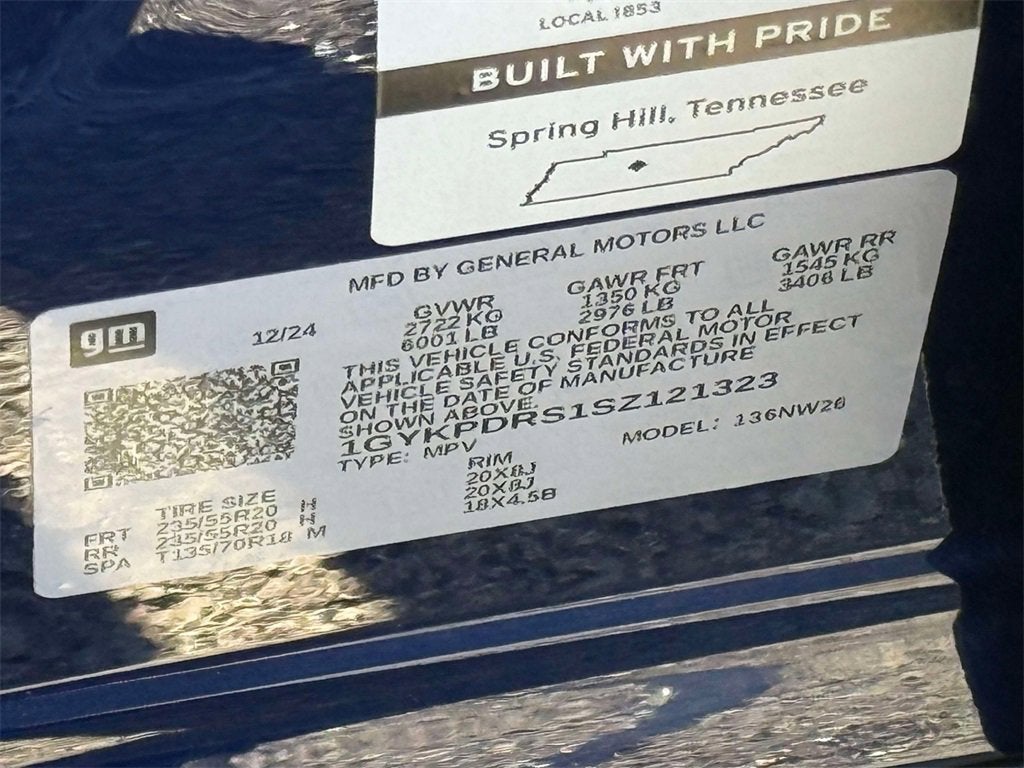 LOCAL 1853
BUILT WITH PRIDE
Spring Hill, Tennessee
MFD BY GENERAL MOTORS LLC
gm
12/24
GVWR GAWR FRT GAWR RR
2722 KG 1350 KG 1545 KG
6001 LB 2976 LB 3406 LB
THIS VEHICLE CONFORMS TO ALL
APPLICABLE U.S. FEDERAL MOTOR
VEHICLE SAFETY STANDARDS IN EFFECT
ON THE DATE OF MANUFACTURE
SHOWN ABOVE.
1GYKPDRS1SZ121323
TYPE: MPV MODEL: 136NW26
TIRE SIZE RIM
FRT 235/55R20 20X8J
RR 235/55R20 20X8J
SPA T135/70R18 M 18X4.5B